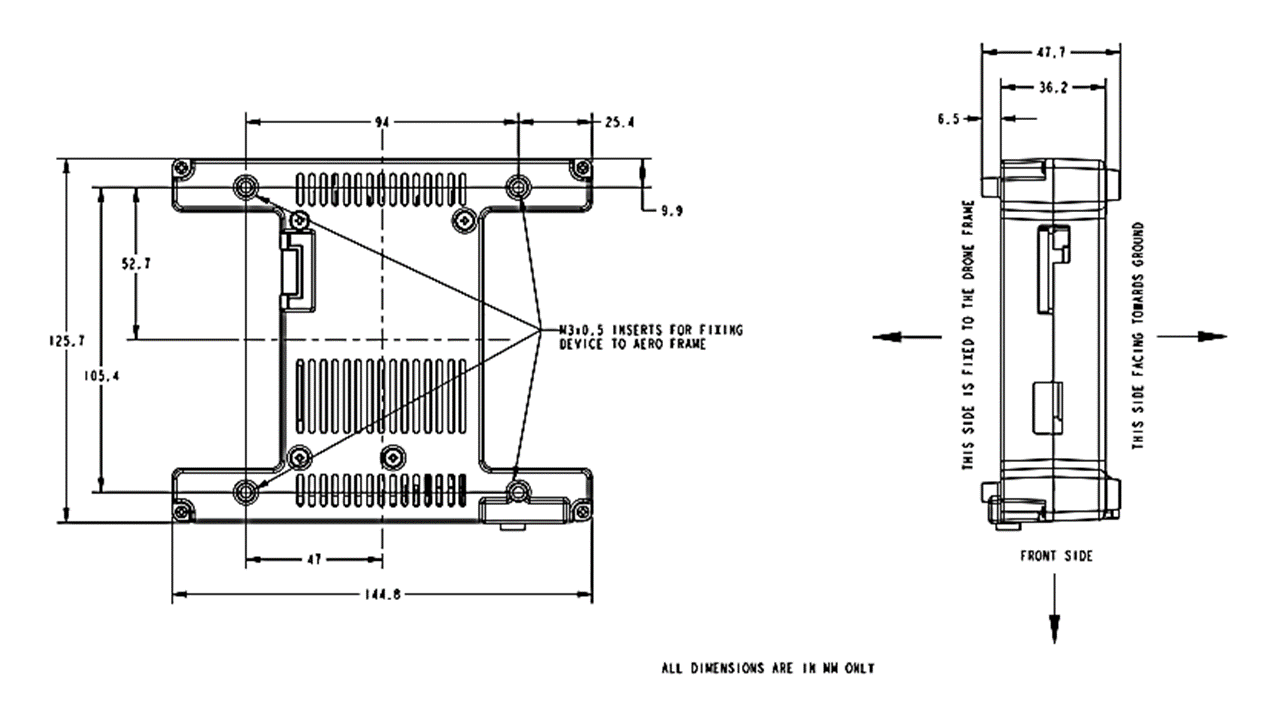 47.7
36.2
6.5
94
25.4
9.9
52.7
125.7
105.4
M3x0.5 INSERTS FOR FIXING
DEVICE TO AERO FRAME
THIS SIDE IS FIXED TO THE DRONE FRAME
THIS SIDE FACING TOWARDS GROUND
47
144.8
FRONT SIDE
ALL DIMENSIONS ARE IN MM ONLY